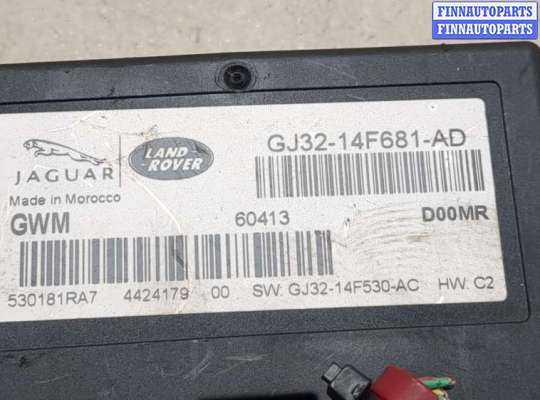 FINNAUTOPARTS
FINNAUTOPARTS
GJ32-14F681-AD
JAGUAR
LAND
ROVER
Made in Morocco
GWM
60413
D00MR
530181RA7 4424179 00 SW: GJ32-14F530-AC HW: C2